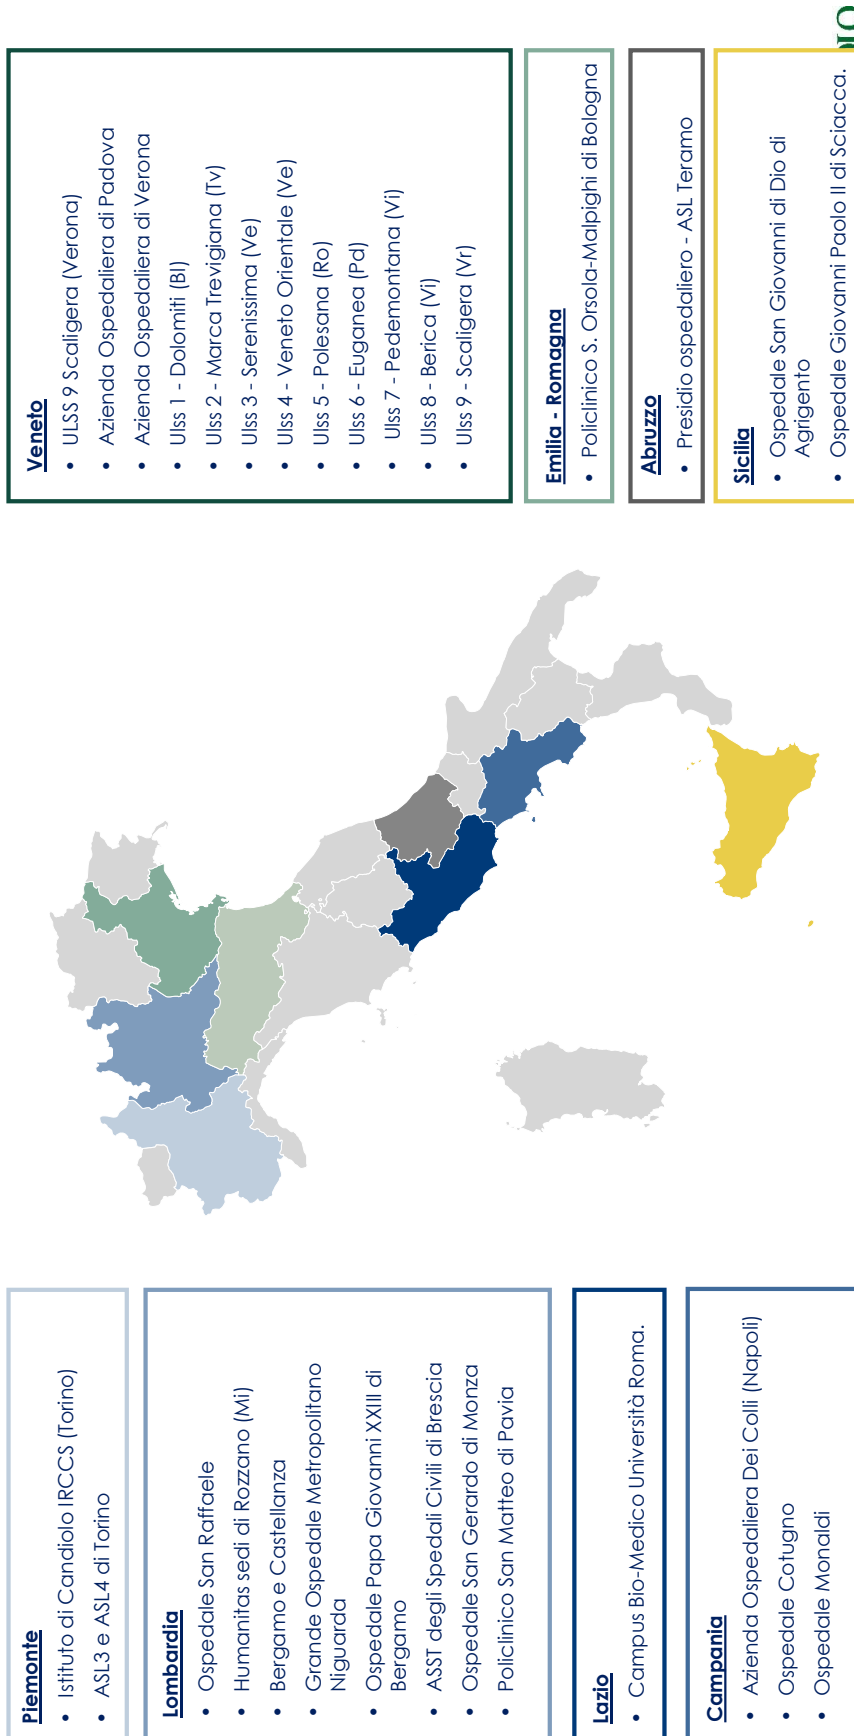 Piemonte
• Istituto di Candiolo IRCCS (Torino)
• ASL3 e ASL4 di Torino
Lombardia
• Ospedale San Raffaele
• Humanitas sedi di Rozzano (Mi)
• Bergamo e Castellanza
• Grande Ospedale Metropolitano
Niguarda
• Ospedale Papa Giovanni XXIII di
Bergamo
• ASST degli Spedali Civili di Brescia
• Ospedale San Gerardo di Monza
• Policlinico San Matteo di Pavia
Lazio
• Campus Bio-Medico Università Roma.
Campania
• Azienda Ospedaliera Dei Colli (Napoli)
• Ospedale Cotugno
• Ospedale Monaldi
Veneto
• ULSS 9 Scaligera (Verona)
• Azienda Ospedaliera di Padova
• Azienda Ospedaliera di Verona
• Ulss 1 - Dolomiti (Bl)
• Ulss 2 - Marca Trevigiana (Tv)
• Ulss 3 - Serenissima (Ve)
• Ulss 4 - Veneto Orientale (Ve)
• Ulss 5 - Polesana (Ro)
• Ulss 6 - Euganea (Pd)
• Ulss 7 - Pedemontana (Vi)
• Ulss 8 - Berica (Vi)
• Ulss 9 - Scaligera (Vr)
Emilia - Romagna
• Policlinico S. Orsola-Malpighi di Bologna
Abruzzo
• Presidio ospedaliero - ASL Teramo
Sicilia
• Ospedale San Giovanni di Dio di
Agrigento
• Ospedale Giovanni Paolo II di Sciacca.